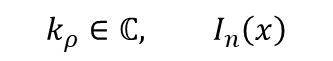 k_ρ ∈ ℂ, I_n(x)